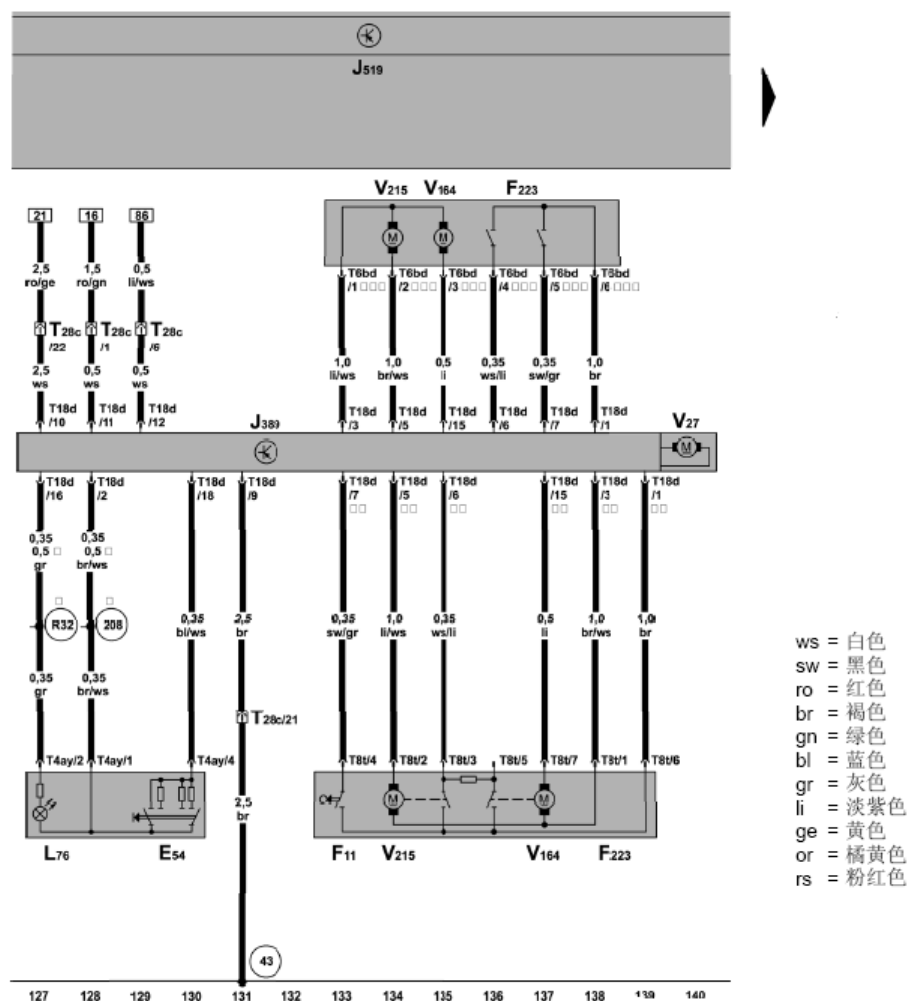 J519
V215 V164 F223
21 16 86
2,5 1,5 0,5
ro/ge ro/gn li/ws
T28c T28c T28c
/22 /1 /6
2,5 0,5 0,5
ws ws ws
T18d T18d T18d
/10 /11 /12
T6bd T6bd T6bd T6bd T6bd T6bd
/1 □□□ /2 □□□ /3 □□□ /4 □□□ /5 □□□ /6 □□□
1,0 1,0 0,5 0,35 0,35 1,0
li/ws br/ws li ws/li sw/gr br
T18d T18d T18d T18d T18d T18d
/3 /5 /15 /6 /7 /1
J389
V27
M M M
T18d T18d T18d T18d
/16 /2 /18 /9
T18d T18d T18d T18d T18d T18d
/7 /5 /6 /15 /3 /1
□□ □□ □□ □□ □□ □□
0,35 0,35
0,5 □ 0,5 □
gr br/ws
□ □
R32 208
0,35 2,5
bl/ws br
0,35 1,0 0,35 0,5 1,0 1,0
sw/gr li/ws ws/li li br/ws br
0,35 0,35
gr br/ws
T28c/21
T4ay/2 T4ay/1 T4ay/4
T8t/4 T8t/2 T8t/3 T8t/5 T8t/7 T8t/1 T8t/6
2,5
br
M M
L76 E54
F11 V215 V164 F223
43
127 128 129 130 131 132 133 134 135 136 137 138 139 140
ws = 白色
sw = 黑色
ro = 红色
br = 褐色
gn = 绿色
bl = 蓝色
gr = 灰色
li = 淡紫色
ge = 黄色
or = 橘黄色
rs = 粉红色